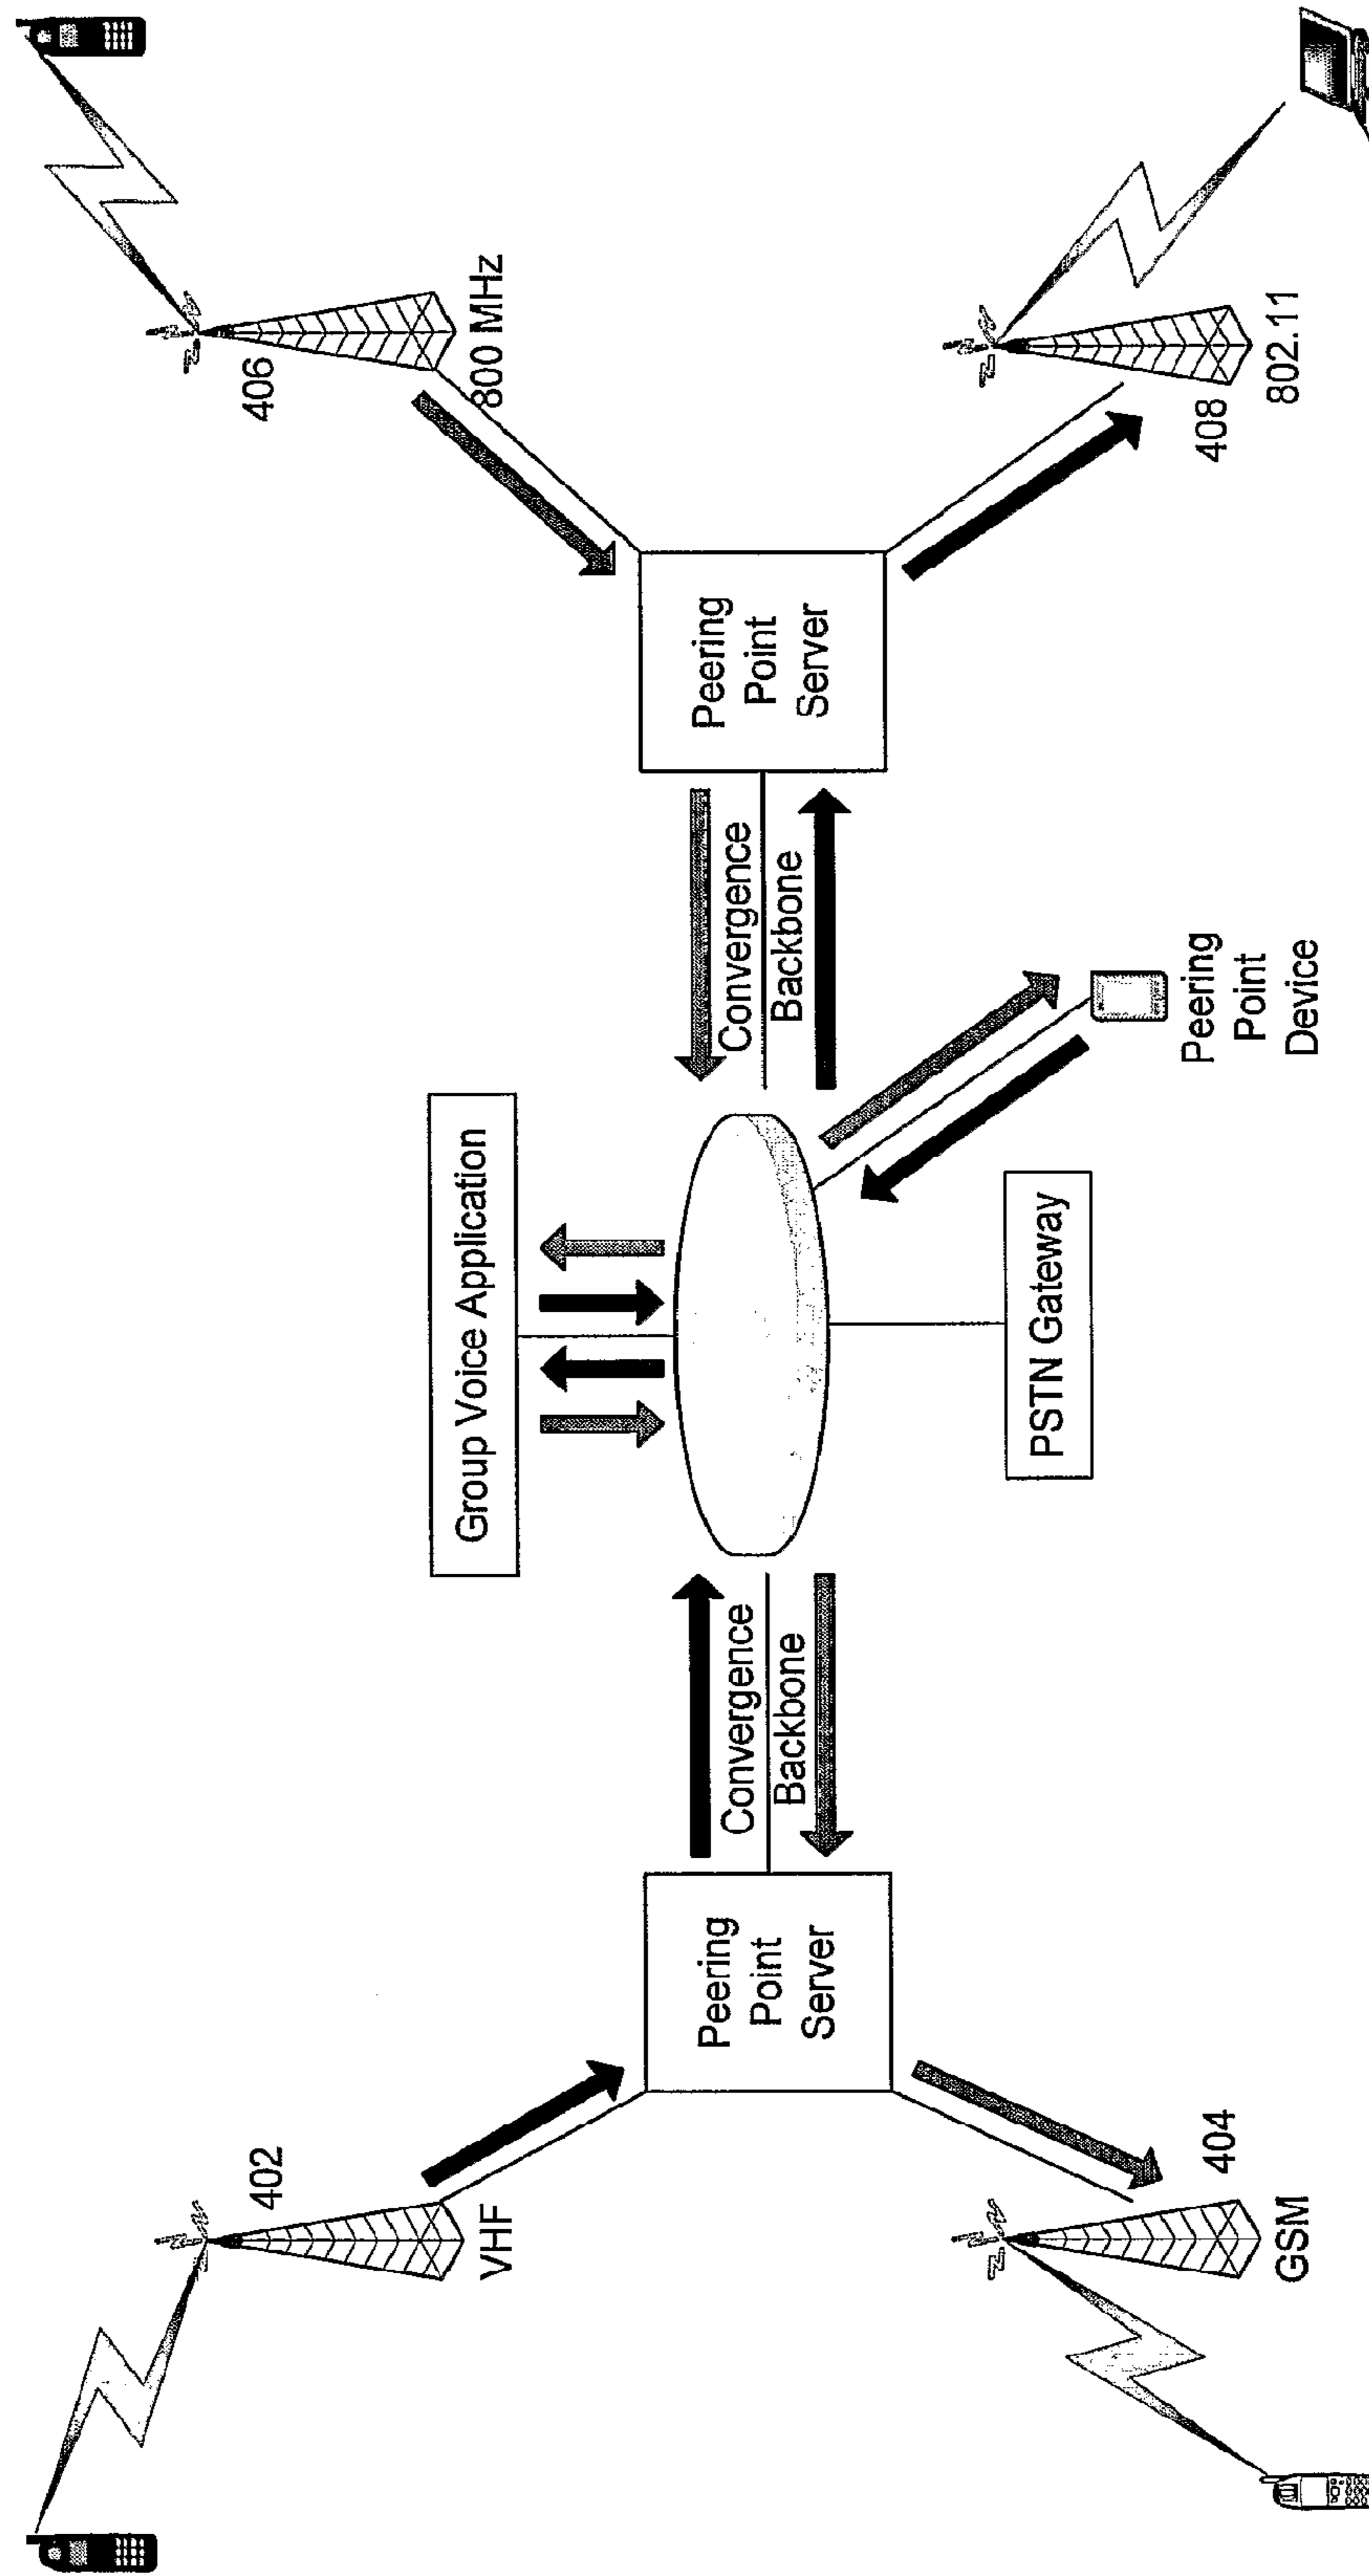 402
VHF
404
GSM
Peering
Point
Server
Convergence
Backbone
Group Voice Application
PSTN Gateway
Convergence
Backbone
Peering
Point
Device
Peering
Point
Server
406
800 MHz
408
802.11